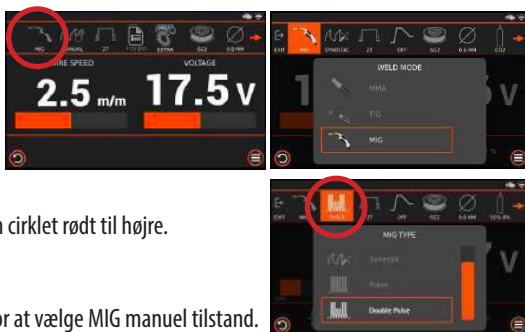 MIG
MANUAL
2T
EXTRA
SG2
0.8 MM
WIRE SPEED
VOLTAGE
2.5 m/m
17.5 V
EXIT
MIG
SYNERGIC
2T
OFF
SG2
0.8 MM
CO2
WELD MODE
MMA
TIG
MIG
V
cirklet rødt til højre.
or at vælge MIG manuel tilstand.
EXIT
MIG
2T
OFF
SG2
0.8 MM
MIG TYPE
Synergic
Pulse
Double Pulse
V